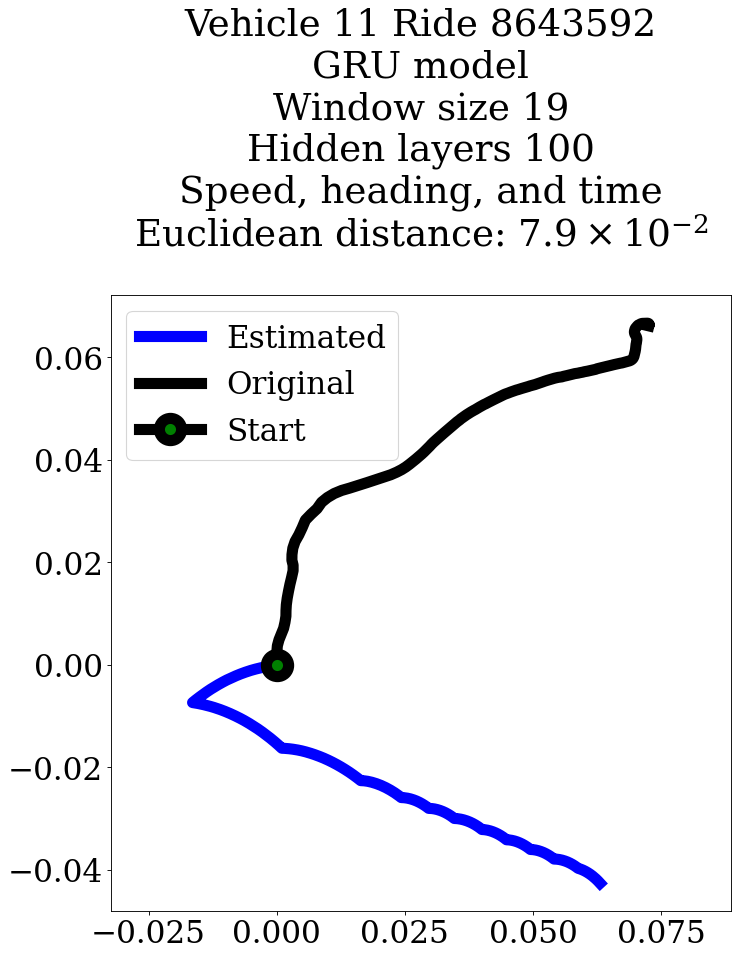 Vehicle 11 Ride 8643592
GRU model
Window size 19
Hidden layers 100
Speed, heading, and time
Euclidean distance: 7.9 × 10⁻²
Estimated
Original
Start
0.06
0.04
0.02
0.00
−0.02
−0.04
−0.025 0.000 0.025 0.050 0.075